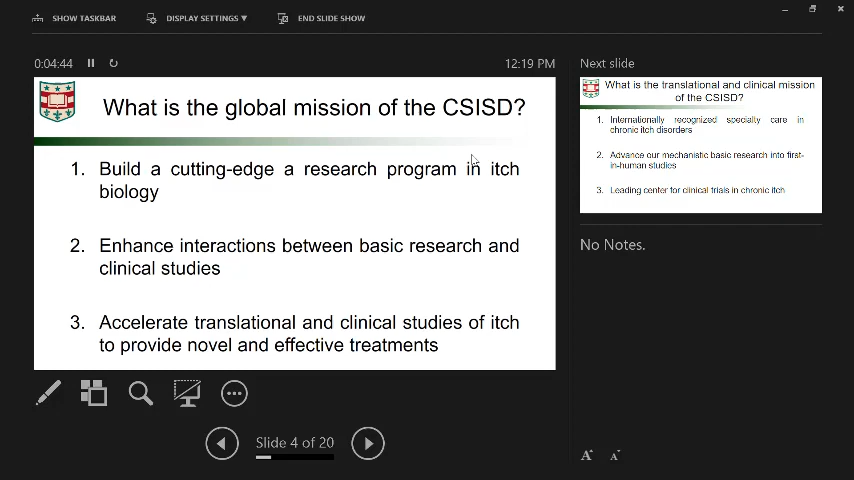 SHOW TASKBAR
DISPLAY SETTINGS ▼
END SLIDE SHOW
0:04:44
12:19 PM
What is the global mission of the CSISD?
1. Build a cutting-edge a research program in itch
biology
2. Enhance interactions between basic research and
clinical studies
3. Accelerate translational and clinical studies of itch
to provide novel and effective treatments
Slide 4 of 20
Next slide
What is the translational and clinical mission
of the CSISD?
1. Internationally recognized specialty care in
chronic itch disorders
2. Advance our mechanistic basic research into first-
in-human studies
3. Leading center for clinical trials in chronic itch
No Notes.
A A